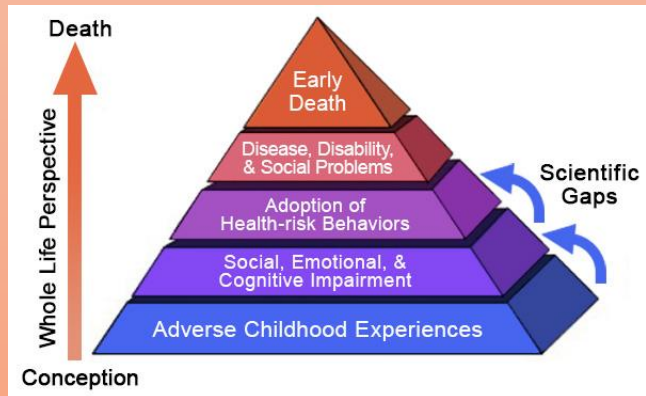 Death
Whole Life Perspective
Conception
Early
Death
Disease, Disability,
& Social Problems
Adoption of
Health-risk Behaviors
Social, Emotional, &
Cognitive Impairment
Adverse Childhood Experiences
Scientific
Gaps